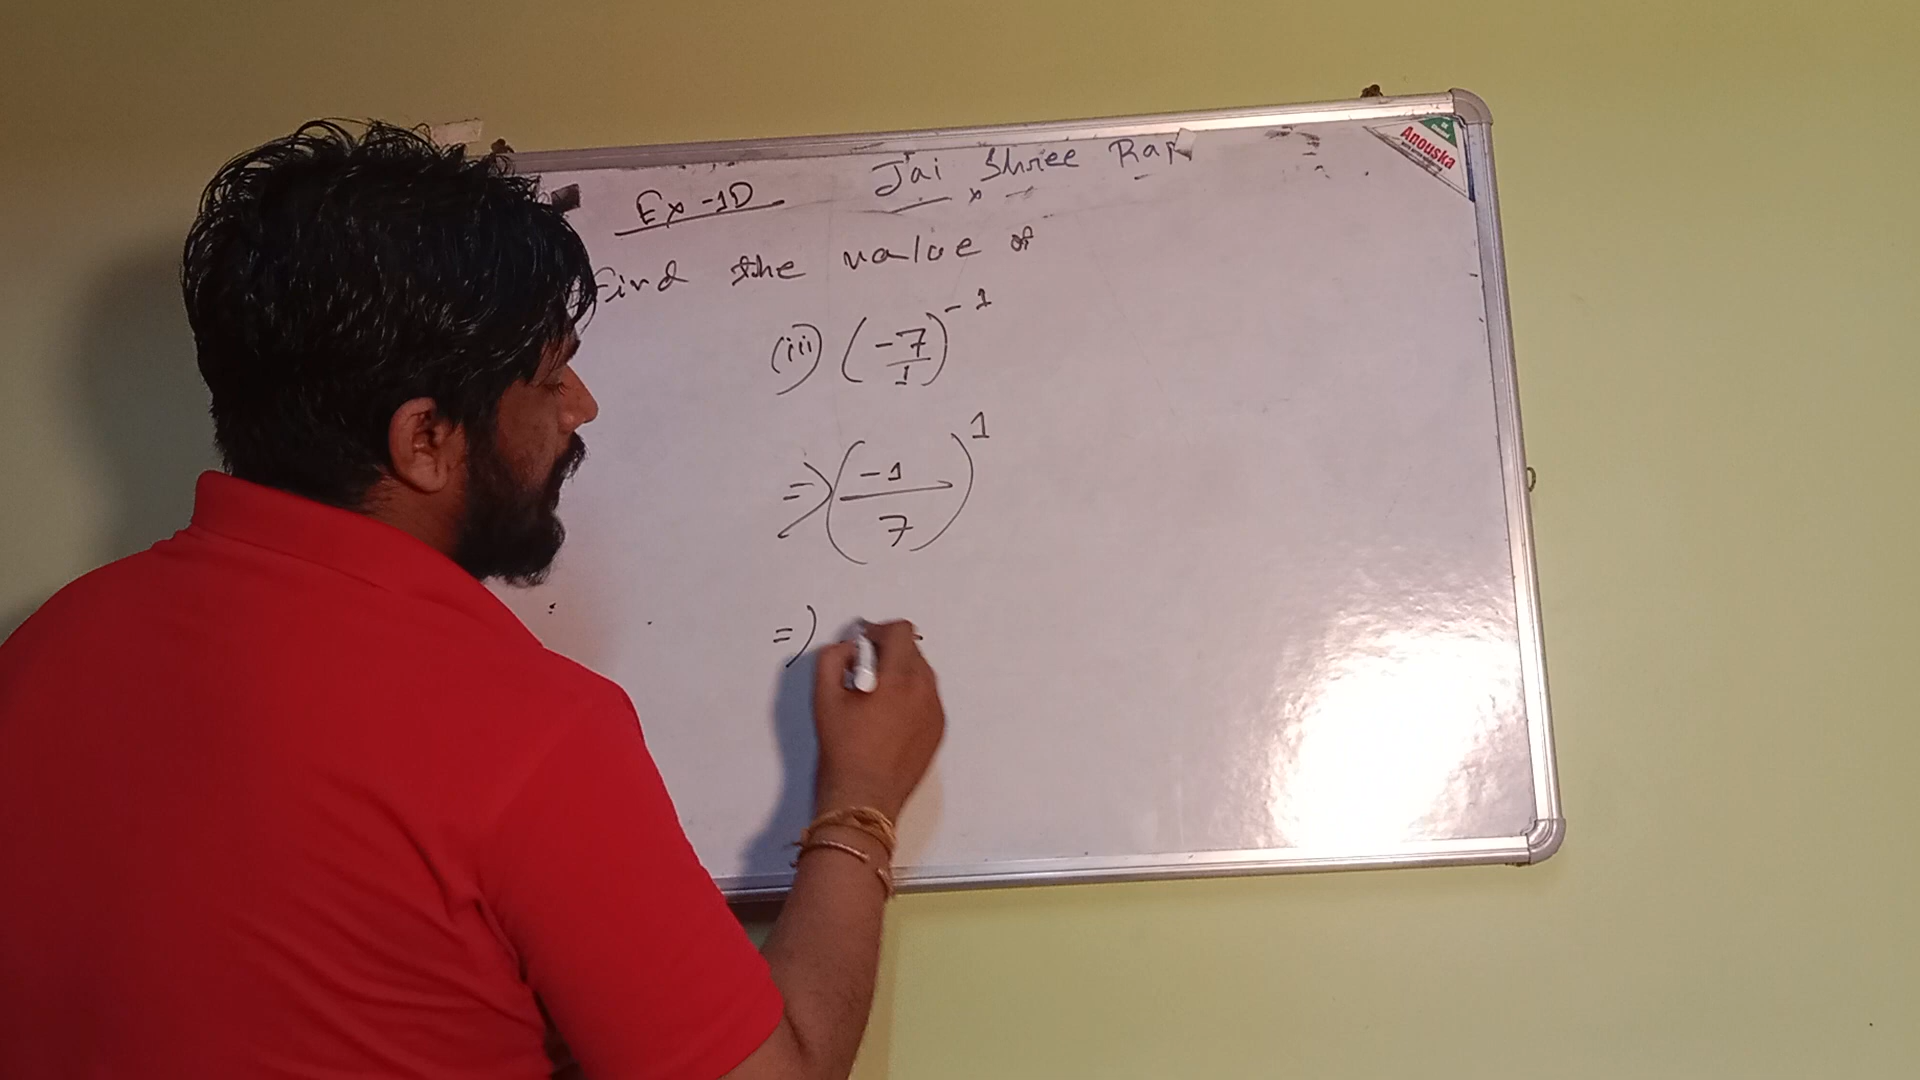 Jai Shree Ram
Ex-1D
Find the value of
(iii) (-7/1)^-1
=> (-1/7)^1
=>
Anouska